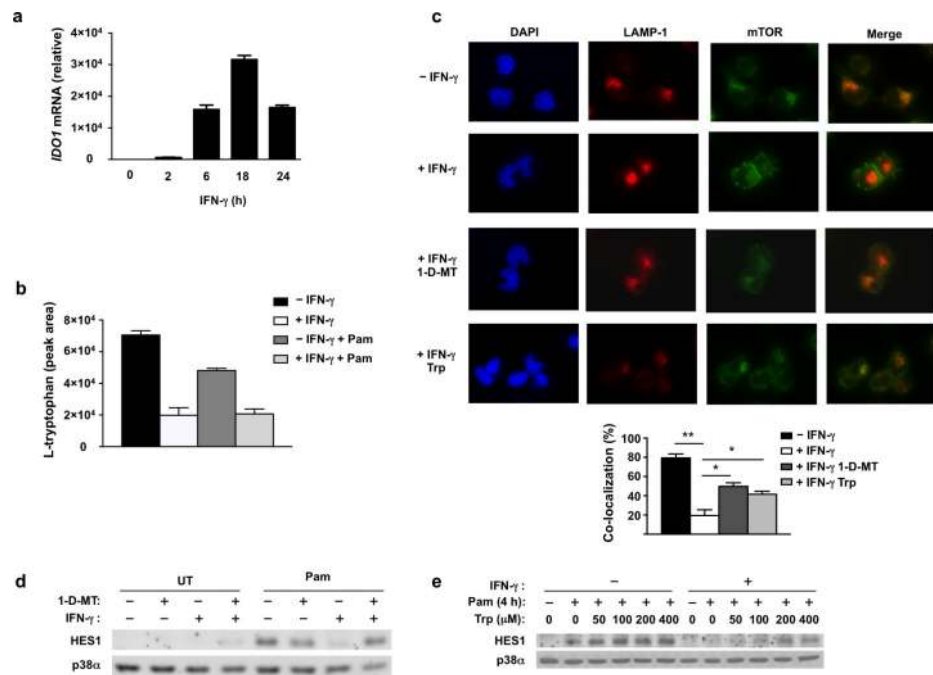 a
IDO1 mRNA (relative)
4×10⁴
3×10⁴
2×10⁴
1×10⁴
0
0 2 6 18 24
IFN-γ (h)
b
L-tryptophan (peak area)
8×10⁴
6×10⁴
4×10⁴
2×10⁴
0
– IFN-γ
+ IFN-γ
– IFN-γ + Pam
+ IFN-γ + Pam
c
DAPI LAMP-1 mTOR Merge
– IFN-γ
+ IFN-γ
+ IFN-γ
1-D-MT
+ IFN-γ
Trp
Co-localization (%)
100
80
60
40
20
** * *
– IFN-γ
+ IFN-γ
+ IFN-γ 1-D-MT
+ IFN-γ Trp
d
UT Pam
1-D-MT: – + – + – + – +
IFN-γ: – – + + – – + +
HES1
p38α
e
IFN-γ : – +
Pam (4 h) – + + + + + – + + + + +
Trp (μM) 0 0 50 100 200 400 0 0 50 100 200 400
HES1
p38α